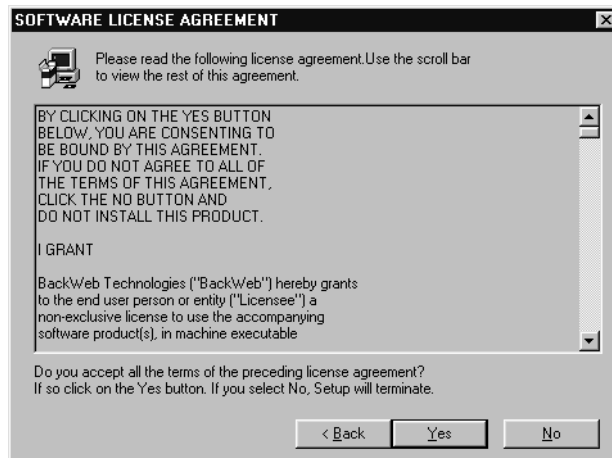 SOFTWARE LICENSE AGREEMENT
Please read the following license agreement.Use the scroll bar
to view the rest of this agreement.
BY CLICKING ON THE YES BUTTON
BELOW, YOU ARE CONSENTING TO
BE BOUND BY THIS AGREEMENT.
IF YOU DO NOT AGREE TO ALL OF
THE TERMS OF THIS AGREEMENT,
CLICK THE NO BUTTON AND
DO NOT INSTALL THIS PRODUCT.
I GRANT
BackWeb Technologies ("BackWeb") hereby grants
to the end user person or entity ("Licensee") a
non-exclusive license to use the accompanying
software product(s), in machine executable
Do you accept all the terms of the preceding license agreement?
If so click on the Yes button. If you select No, Setup will terminate.
< Back Yes No